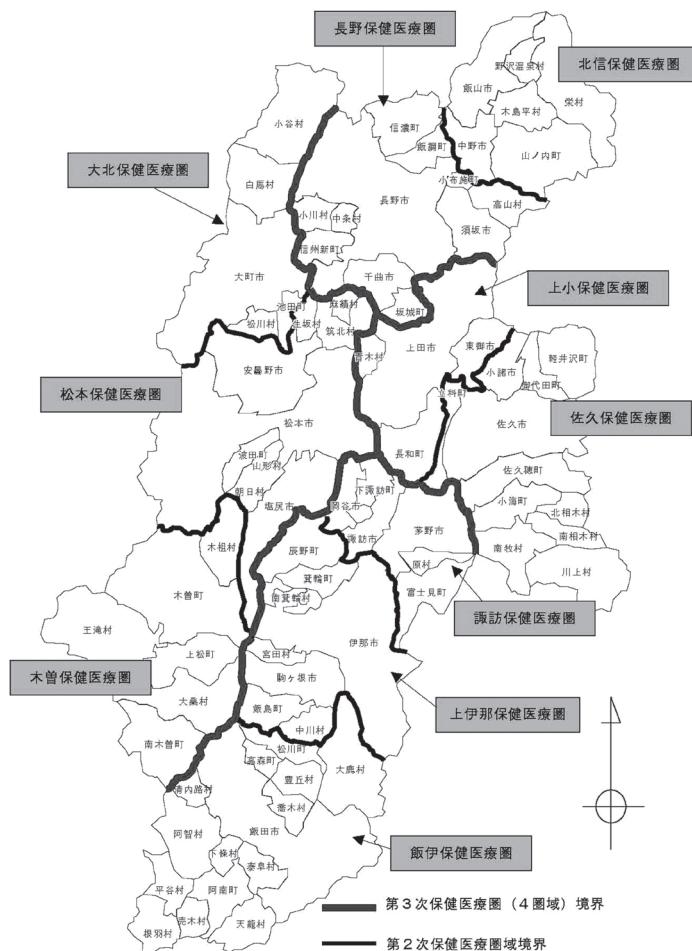 長野保健医療圏
北信保健医療圏
野沢温泉村
飯山市
栄村
木島平村
小谷村
信濃町
飯綱町
中野市
山ノ内町
大北保健医療圏
白馬村
小布施町
長野市
高山村
小川村
中条村
須坂市
信州新町
大町市
千曲市
上小保健医療圏
池田町
麻績村
坂城町
松川村
生坂村
筑北村
上田市
東御市
軽井沢町
青木村
小諸市
御代田町
安曇野市
松本保健医療圏
立科町
佐久保健医療圏
松本市
佐久市
長和町
波田町
山形村
佐久穂町
下諏訪町
朝日村
小海町
塩尻市
岡谷市
北相木村
茅野市
諏訪市
南相木村
木祖村
辰野町
南牧村
原村
川上村
箕輪町
富士見町
木曽町
南箕輪村
諏訪保健医療圏
王滝村
伊那市
上松町
宮田村
木曽保健医療圏
駒ヶ根市
大桑村
飯島町
上伊那保健医療圏
中川村
南木曽町
松川町
高森町
大鹿村
豊丘村
清内路村
喬木村
阿智村
飯田市
下條村
飯伊保健医療圏
泰阜村
平谷村
阿南町
売木村
天龍村
根羽村
第3次保健医療圏（4圏域）境界
第2次保健医療圏域境界